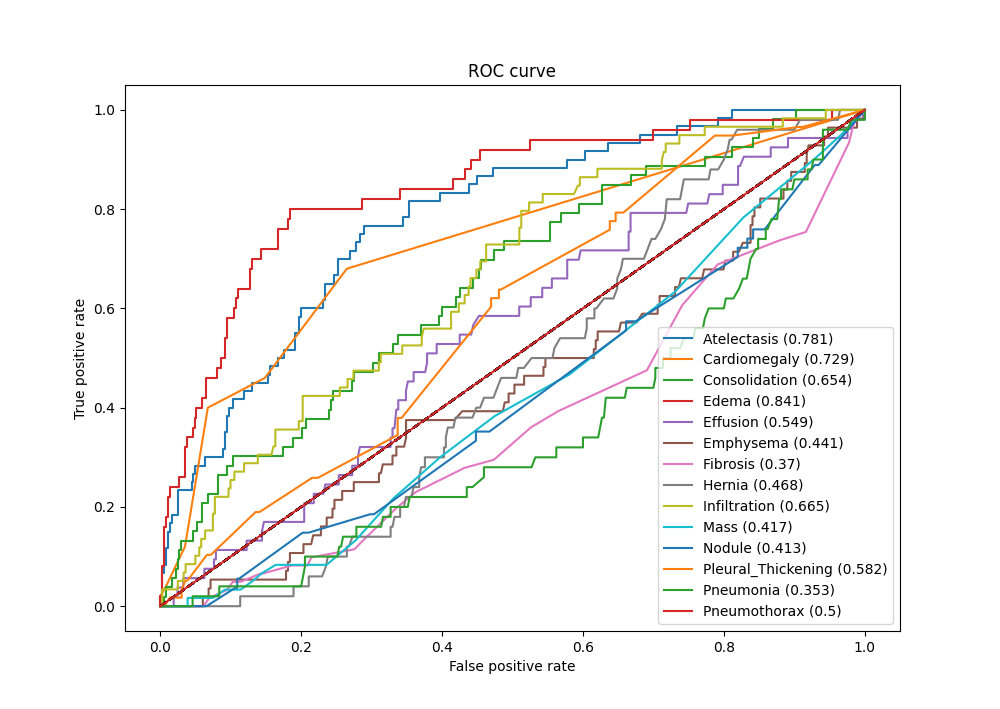 ROC curve
True positive rate
1.0
0.8
0.6
0.4
0.2
0.0
Atelectasis (0.781)
Cardiomegaly (0.729)
Consolidation (0.654)
Edema (0.841)
Effusion (0.549)
Emphysema (0.441)
Fibrosis (0.37)
Hernia (0.468)
Infiltration (0.665)
Mass (0.417)
Nodule (0.413)
Pleural_Thickening (0.582)
Pneumonia (0.353)
Pneumothorax (0.5)
0.0 0.2 0.4 0.6 0.8 1.0
False positive rate